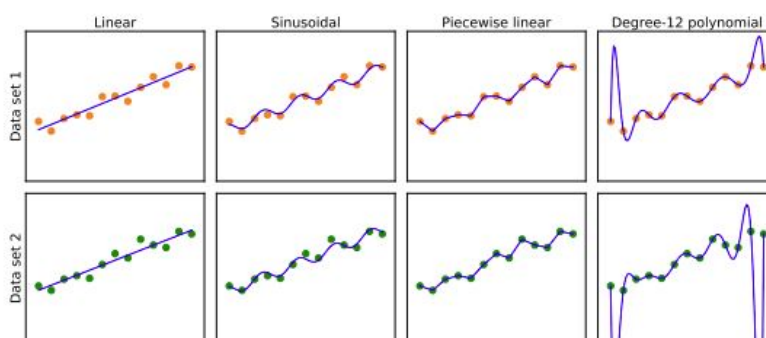 Linear
Sinusoidal
Piecewise linear
Degree-12 polynomial
Data set 1
Data set 2